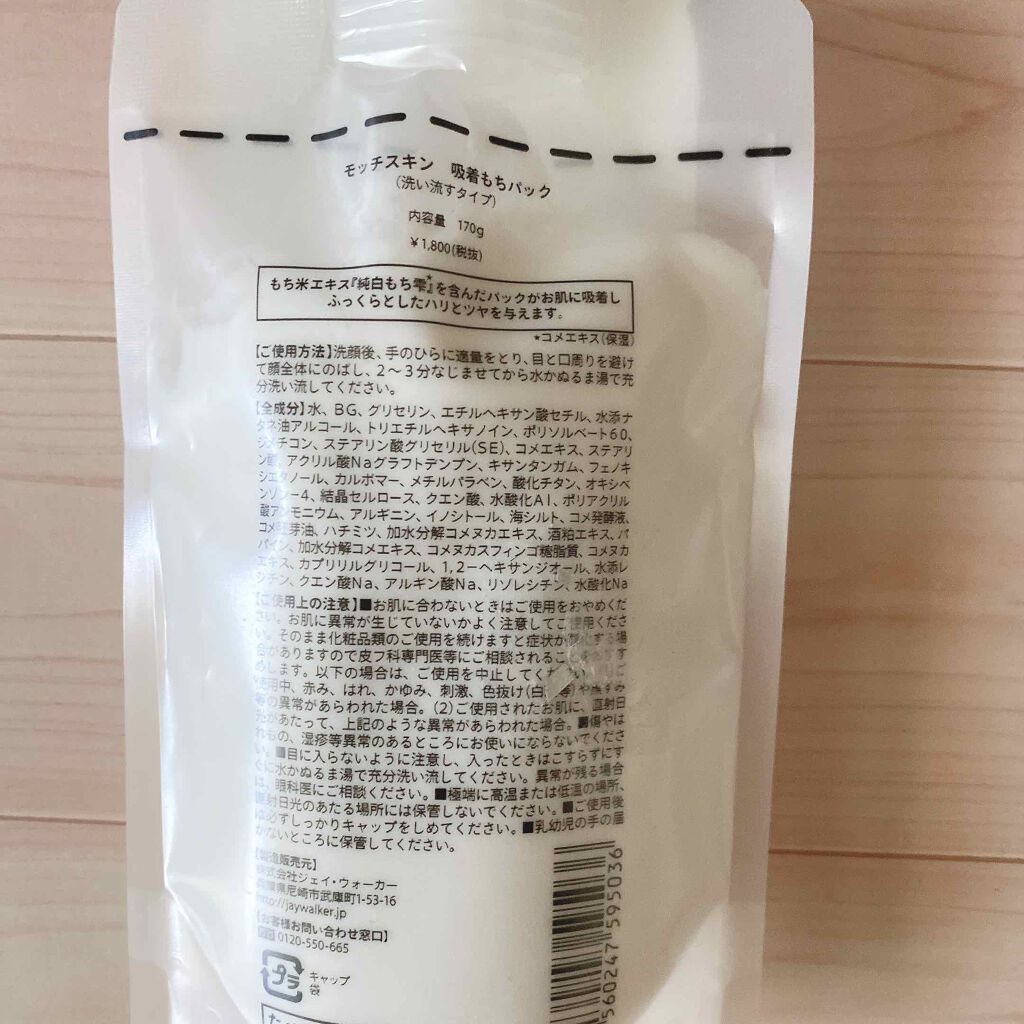 モッチスキン　吸着もちパック
(洗い流すタイプ)
内容量　170g
¥1,800(税抜)
もち米エキス『純白もち雫*』を含んだパックがお肌に吸着し
ふっくらとしたハリとツヤを与えます。
*コメエキス(保湿)
【ご使用方法】洗顔後、手のひらに適量をとり、目と口周りを避け
て顔全体にのばし、2〜3分なじませてから水かぬるま湯で充
分洗い流してください。
【全成分】水、BG、グリセリン、エチルヘキサン酸セチル、水添ナ
タネ油アルコール、トリエチルヘキサノイン、ポリソルベート60、
ジメチコン、ステアリン酸グリセリル(SE)、コメエキス、ステアリ
ン酸、アクリル酸Naグラフトデンプン、キサンタンガム、フェノキ
シエタノール、カルボマー、メチルパラベン、酸化チタン、オキシベ
ンゾン-4、結晶セルロース、クエン酸、水酸化Al、ポリアクリル
酸アンモニウム、アルギニン、イノシトール、海シルト、コメ発酵液、
コメ胚芽油、ハチミツ、加水分解コメヌカエキス、酒粕エキス、パ
パイン、加水分解コメエキス、コメヌカスフィンゴ糖脂質、コメヌカ
エキス、カプリリルグリコール、1,2-ヘキサンジオール、水添レ
シチン、クエン酸Na、アルギン酸Na、リゾレシチン、水酸化Na
【ご使用上の注意】■お肌に合わないときはご使用をおやめくだ
さい。お肌に異常が生じていないかよく注意してご使用くださ
い。そのまま化粧品類のご使用を続けますと症状が悪化する場
合がありますので皮フ科専門医等にご相談されることをおすす
めします。以下の場合は、ご使用を中止してください。
使用中、赤み、はれ、かゆみ、刺激、色抜け(白斑等)や黒ずみ
等の異常があらわれた場合。(2)ご使用されたお肌に、直射日
光があたって、上記のような異常があらわれた場合。■傷やは
れもの、湿疹等異常のあるところにお使いにならないでくださ
い。■目に入らないように注意し、入ったときはこすらずにす
ぐに水かぬるま湯で充分洗い流してください。異常が残る場合
は、眼科医にご相談ください。■極端に高温または低温の場所、
直射日光のあたる場所には保管しないでください。■ご使用後
は必ずしっかりキャップをしめてください。■乳幼児の手の届
かないところに保管してください。
【製造販売元】
株式会社ジェイ・ウォーカー
兵庫県尼崎市武庫町1-53-16
http://jaywalker.jp
【お客様お問い合わせ窓口】
0120-550-665
プラ
キャップ
袋
560247 595036